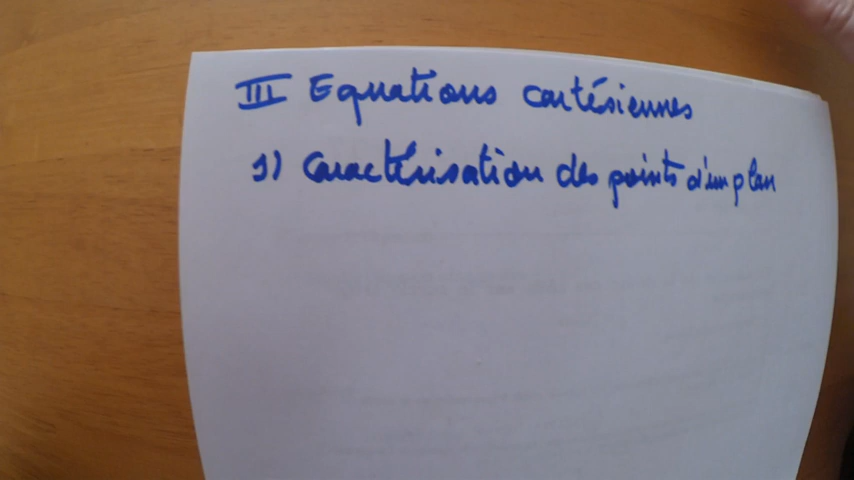 III Equations cartésiennes
1) Caractérisation des points d'un plan